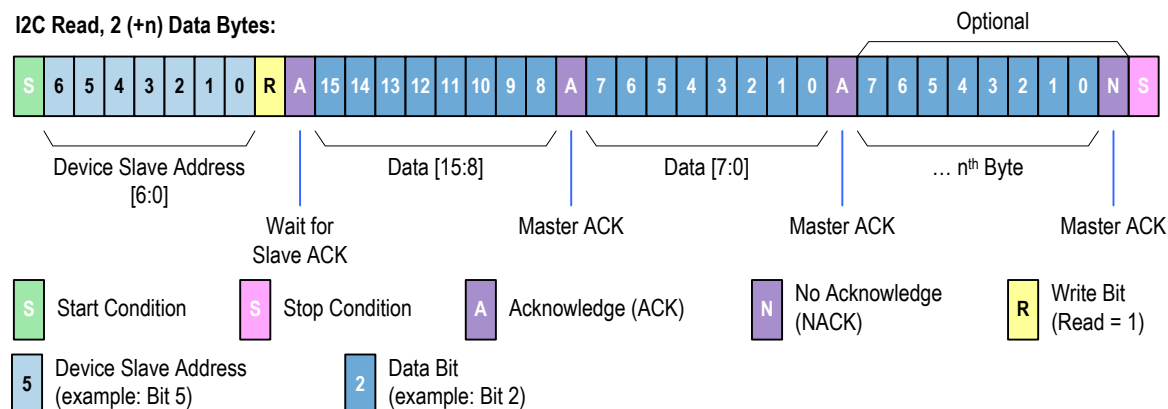 I2C Read, 2 (+n) Data Bytes:
Optional
S 6 5 4 3 2 1 0 R A 15 14 13 12 11 10 9 8 A 7 6 5 4 3 2 1 0 A 7 6 5 4 3 2 1 0 N S
Device Slave Address
[6:0]
Data [15:8]
Data [7:0]
… nth Byte
Wait for
Slave ACK
Master ACK
Master ACK
Master ACK
S Start Condition
S Stop Condition
A Acknowledge (ACK)
N No Acknowledge
(NACK)
R Write Bit
(Read = 1)
5 Device Slave Address
(example: Bit 5)
2 Data Bit
(example: Bit 2)